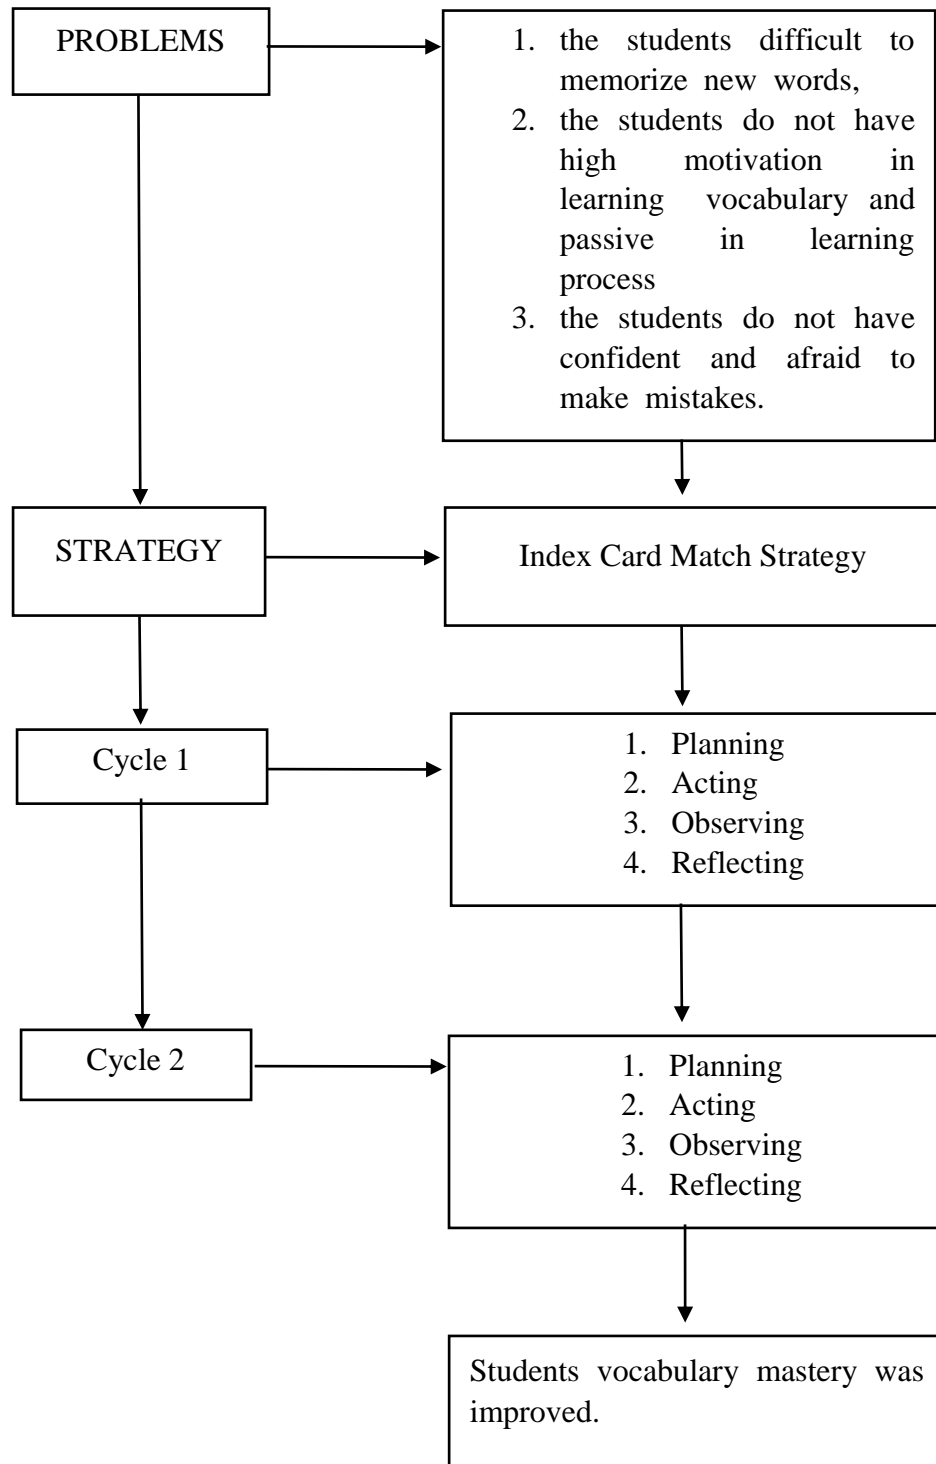 PROBLEMS
1. the students difficult to
memorize new words,
2. the students do not have
high motivation in
learning vocabulary and
passive in learning
process
3. the students do not have
confident and afraid to
make mistakes.
STRATEGY
Index Card Match Strategy
Cycle 1
1. Planning
2. Acting
3. Observing
4. Reflecting
Cycle 2
1. Planning
2. Acting
3. Observing
4. Reflecting
Students vocabulary mastery was
improved.